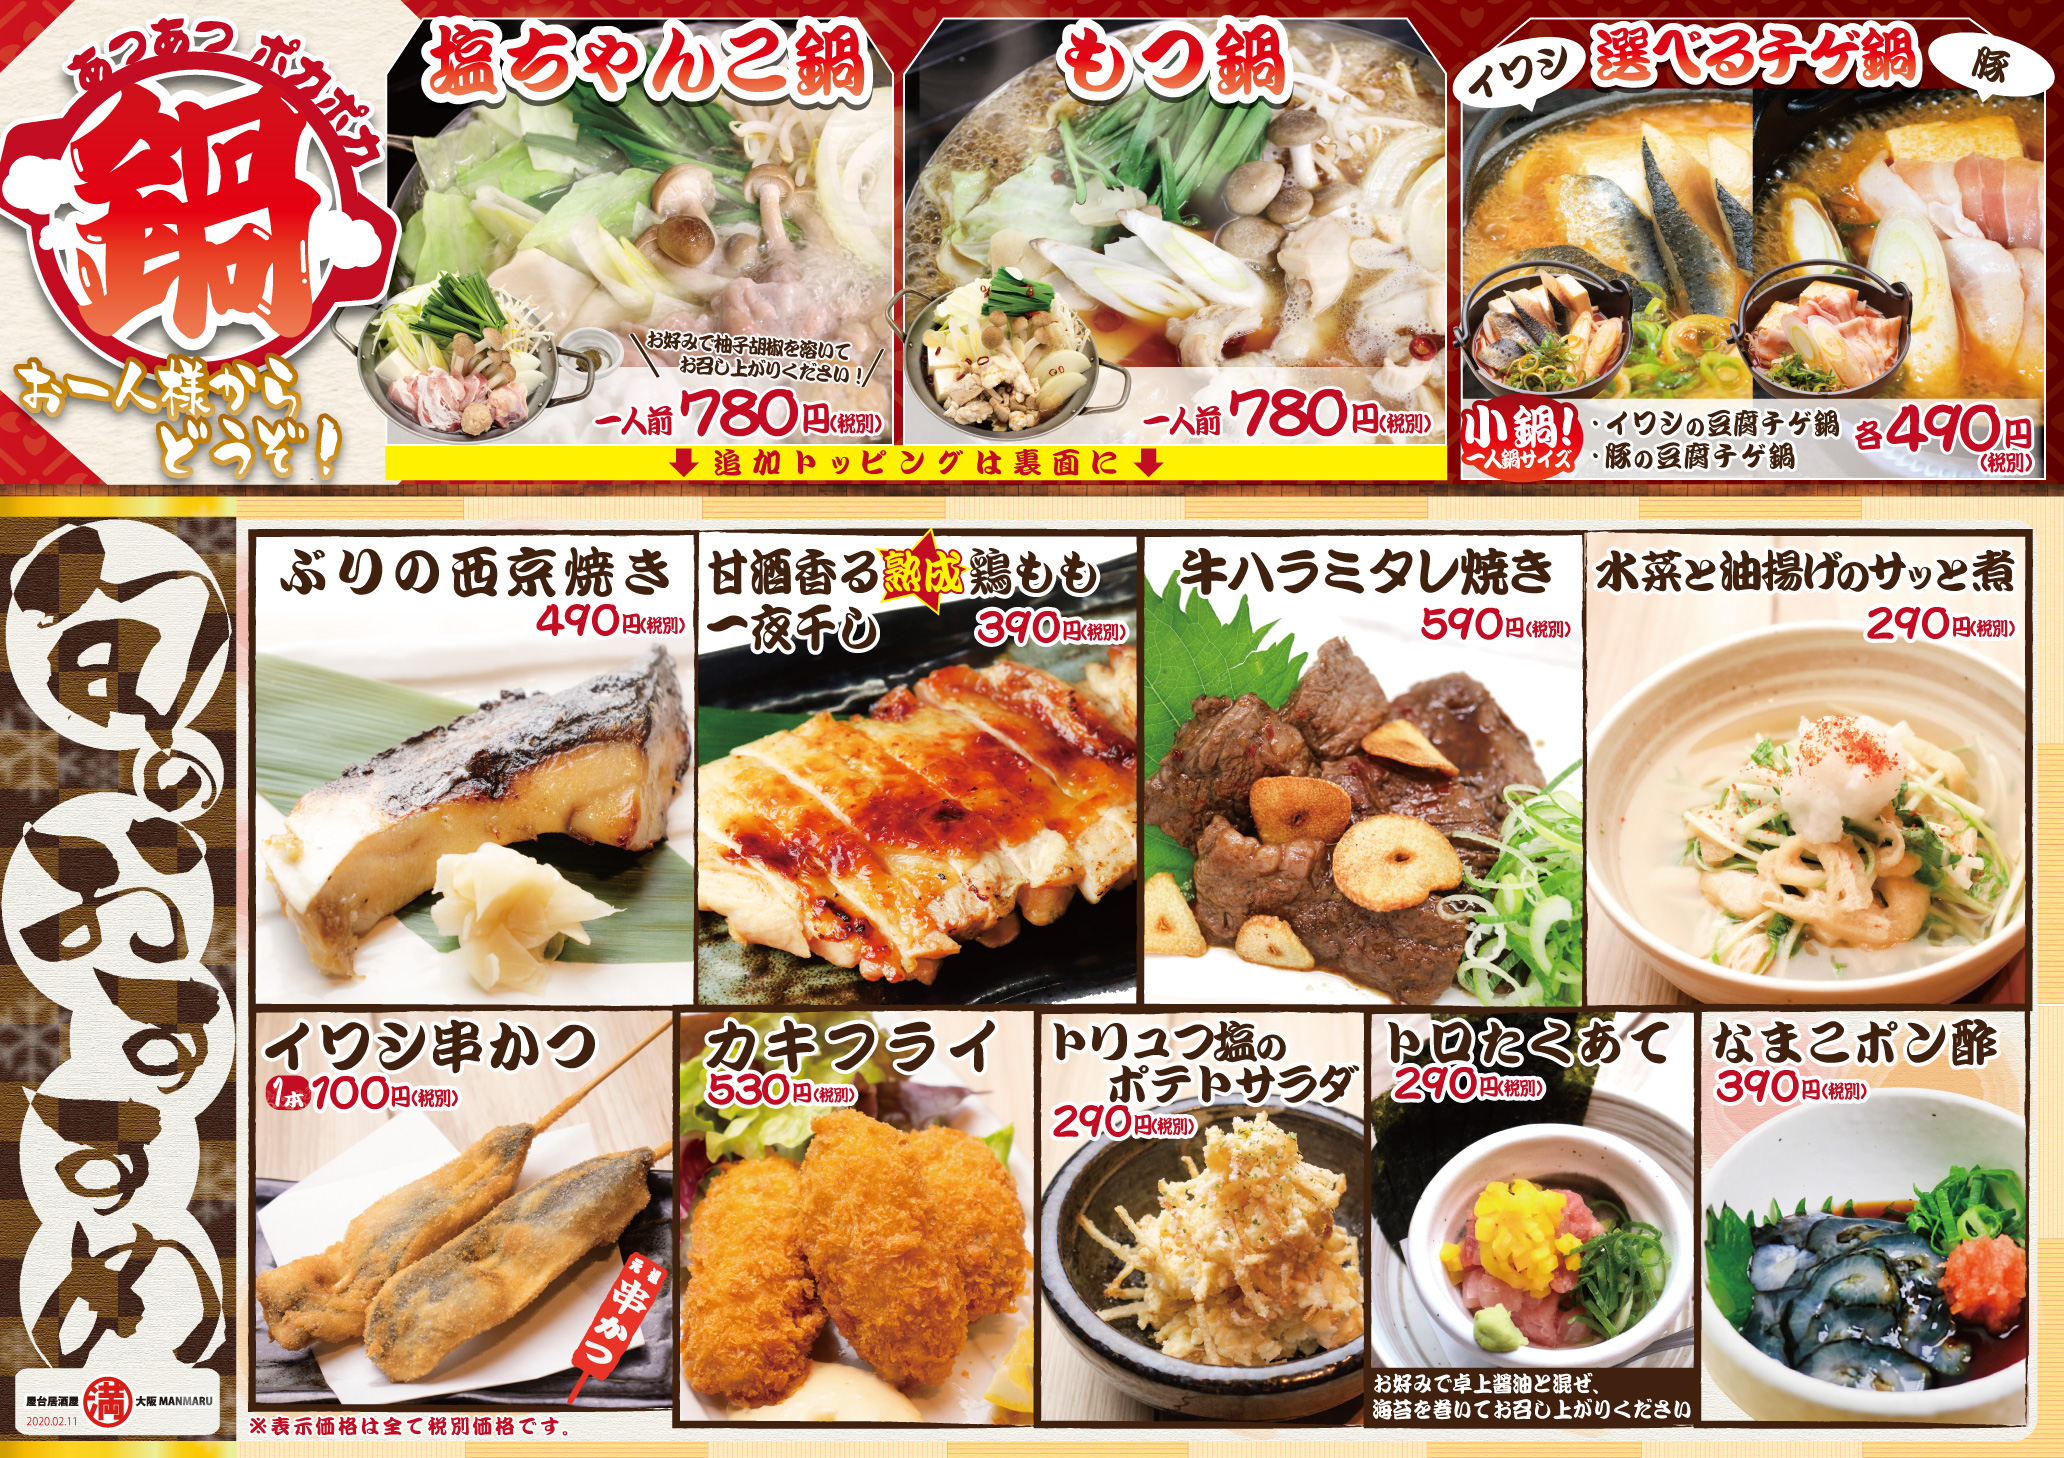 あつあつ ポカポカ
鍋
お一人様から
どうぞ!
塩ちゃんこ鍋
お好みで柚子胡椒を溶いて
お召し上がりください!
一人前780円(税別)
もつ鍋
一人前780円(税別)
追加トッピングは裏面に
イワシ
選べるチゲ鍋
豚
小鍋!
一人鍋サイズ
・イワシの豆腐チゲ鍋
・豚の豆腐チゲ鍋
各490円
(税別)
旬のおすすめ
ぶりの西京焼き
490円(税別)
甘酒香る熟成鶏もも
一夜干し
390円(税別)
牛ハラミタレ焼き
590円(税別)
水菜と油揚げのサッと煮
290円(税別)
イワシ串かつ
1本100円(税別)
元祖
串かつ
カキフライ
530円(税別)
トリュフ塩の
ポテトサラダ
290円(税別)
トロたくあて
290円(税別)
お好みで卓上醤油と混ぜ、
海苔を巻いてお召し上がりください
なまこポン酢
390円(税別)
屋台居酒屋 満 大阪 MANMARU
2020.02.11
※表示価格は全て税別価格です。